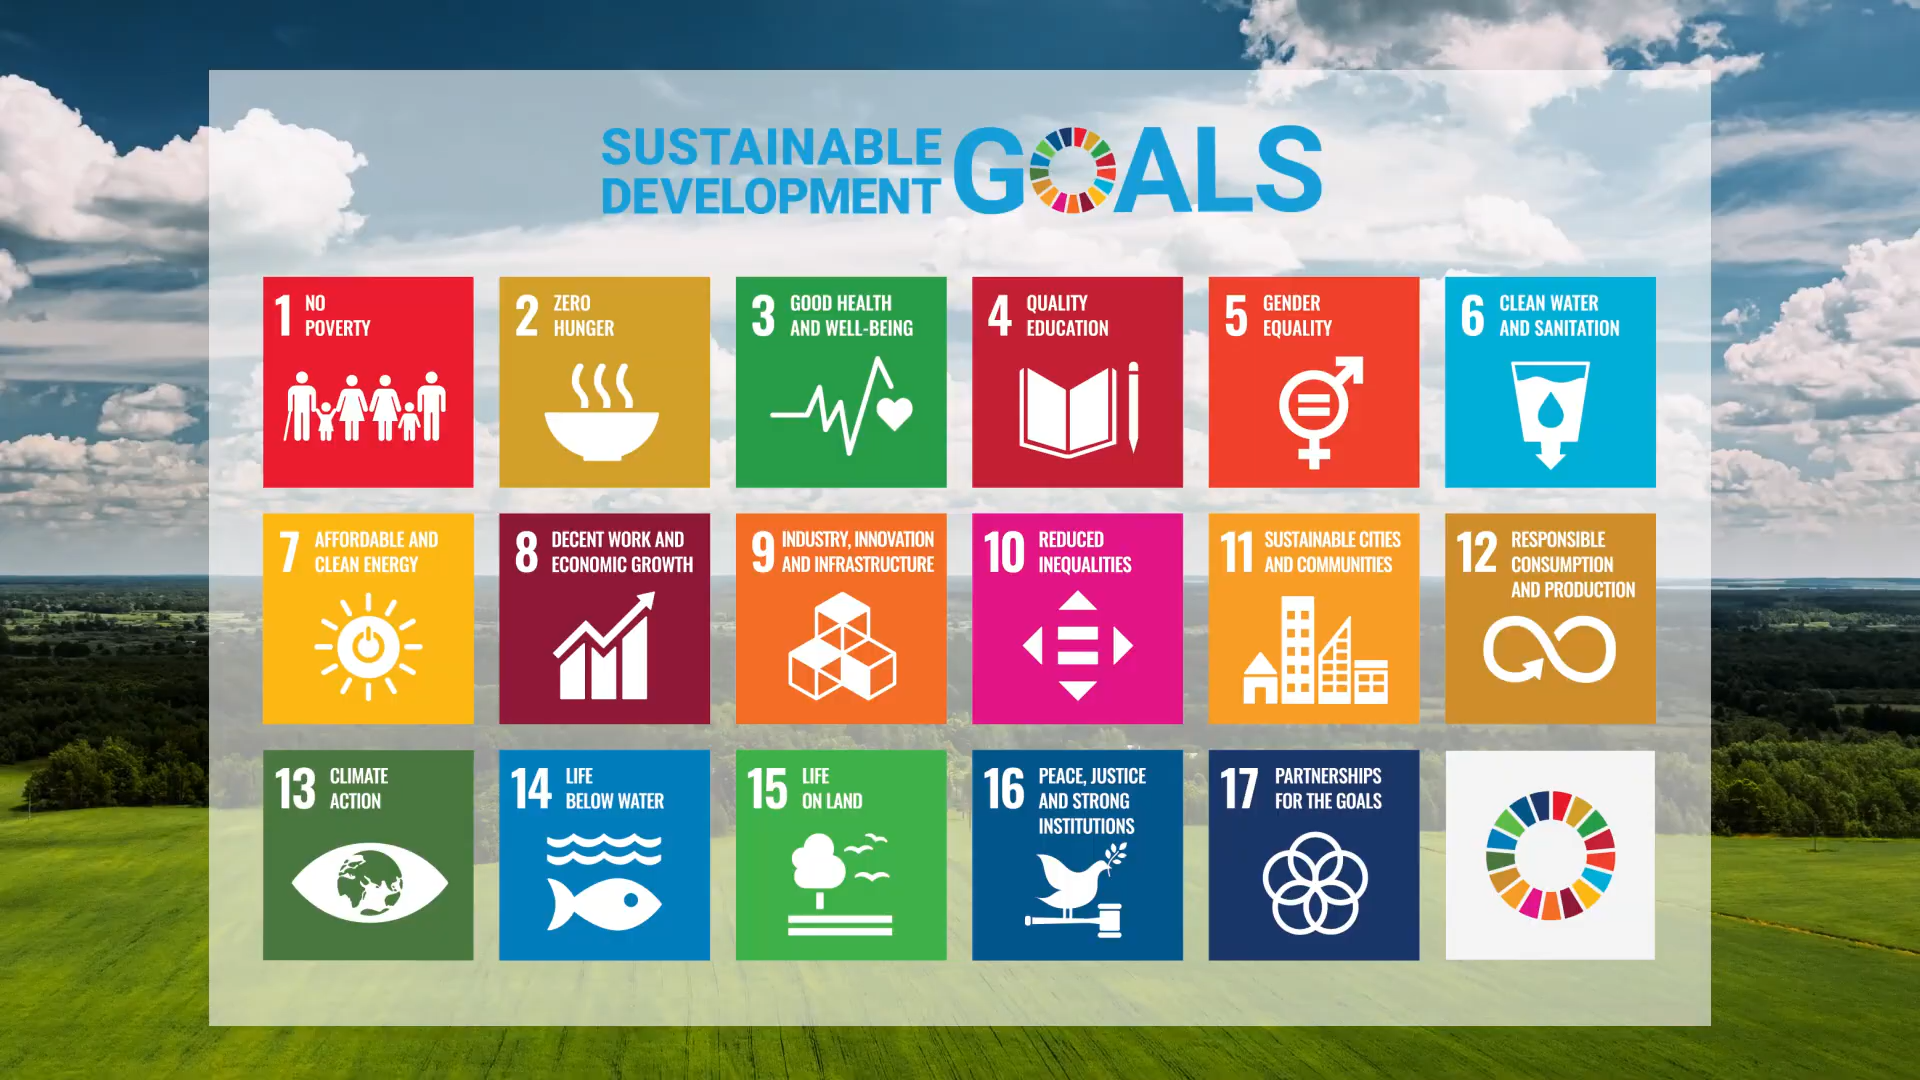 SUSTAINABLE
DEVELOPMENT
GOALS
1 NO
POVERTY
2 ZERO
HUNGER
3 GOOD HEALTH
AND WELL-BEING
4 QUALITY
EDUCATION
5 GENDER
EQUALITY
6 CLEAN WATER
AND SANITATION
7 AFFORDABLE AND
CLEAN ENERGY
8 DECENT WORK AND
ECONOMIC GROWTH
9 INDUSTRY, INNOVATION
AND INFRASTRUCTURE
10 REDUCED
INEQUALITIES
11 SUSTAINABLE CITIES
AND COMMUNITIES
12 RESPONSIBLE
CONSUMPTION
AND PRODUCTION
13 CLIMATE
ACTION
14 LIFE
BELOW WATER
15 LIFE
ON LAND
16 PEACE, JUSTICE
AND STRONG
INSTITUTIONS
17 PARTNERSHIPS
FOR THE GOALS